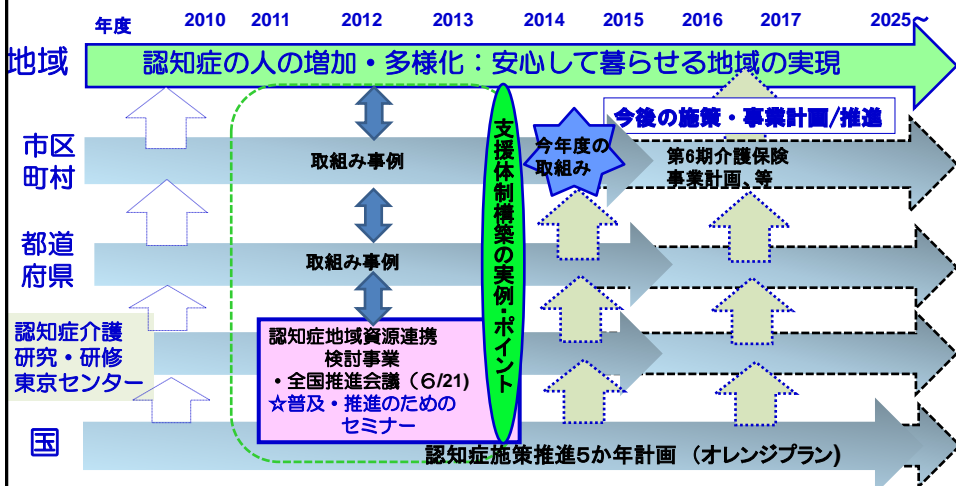 年度 2010 2011 2012 2013 2014 2015 2016 2017 2025～
地域
認知症の人の増加・多様化：安心して暮らせる地域の実現
今後の施策・事業計画/推進
市区
町村
取組み事例
支援体制構築の実例・ポイント
今年度の
取組み
第6期介護保険
事業計画、等
都道
府県
取組み事例
認知症介護
研究・研修
東京センター
認知症地域資源連携
検討事業
・全国推進会議（６/21）
☆普及・推進のための
セミナー
国
認知症施策推進５か年計画 （オレンジプラン)